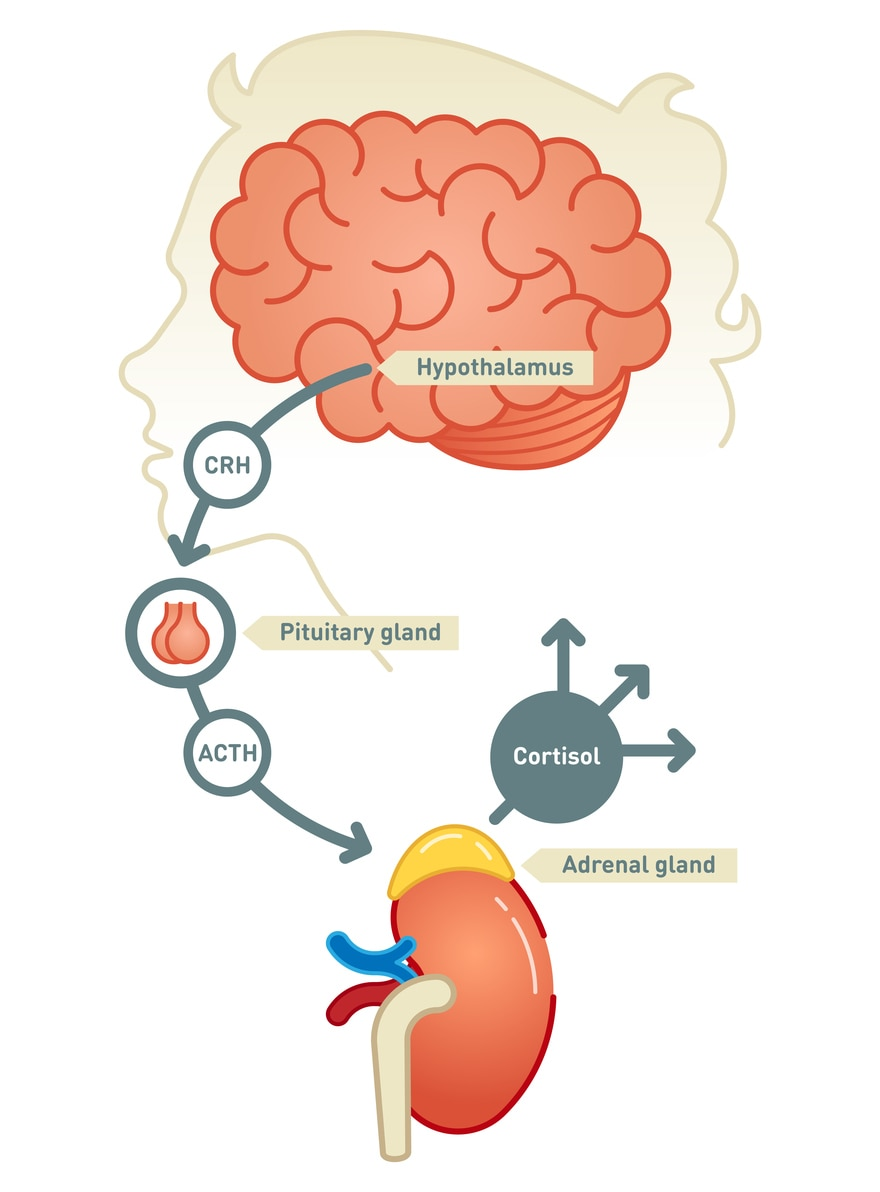 Hypothalamus
CRH
Pituitary gland
ACTH
Cortisol
Adrenal gland